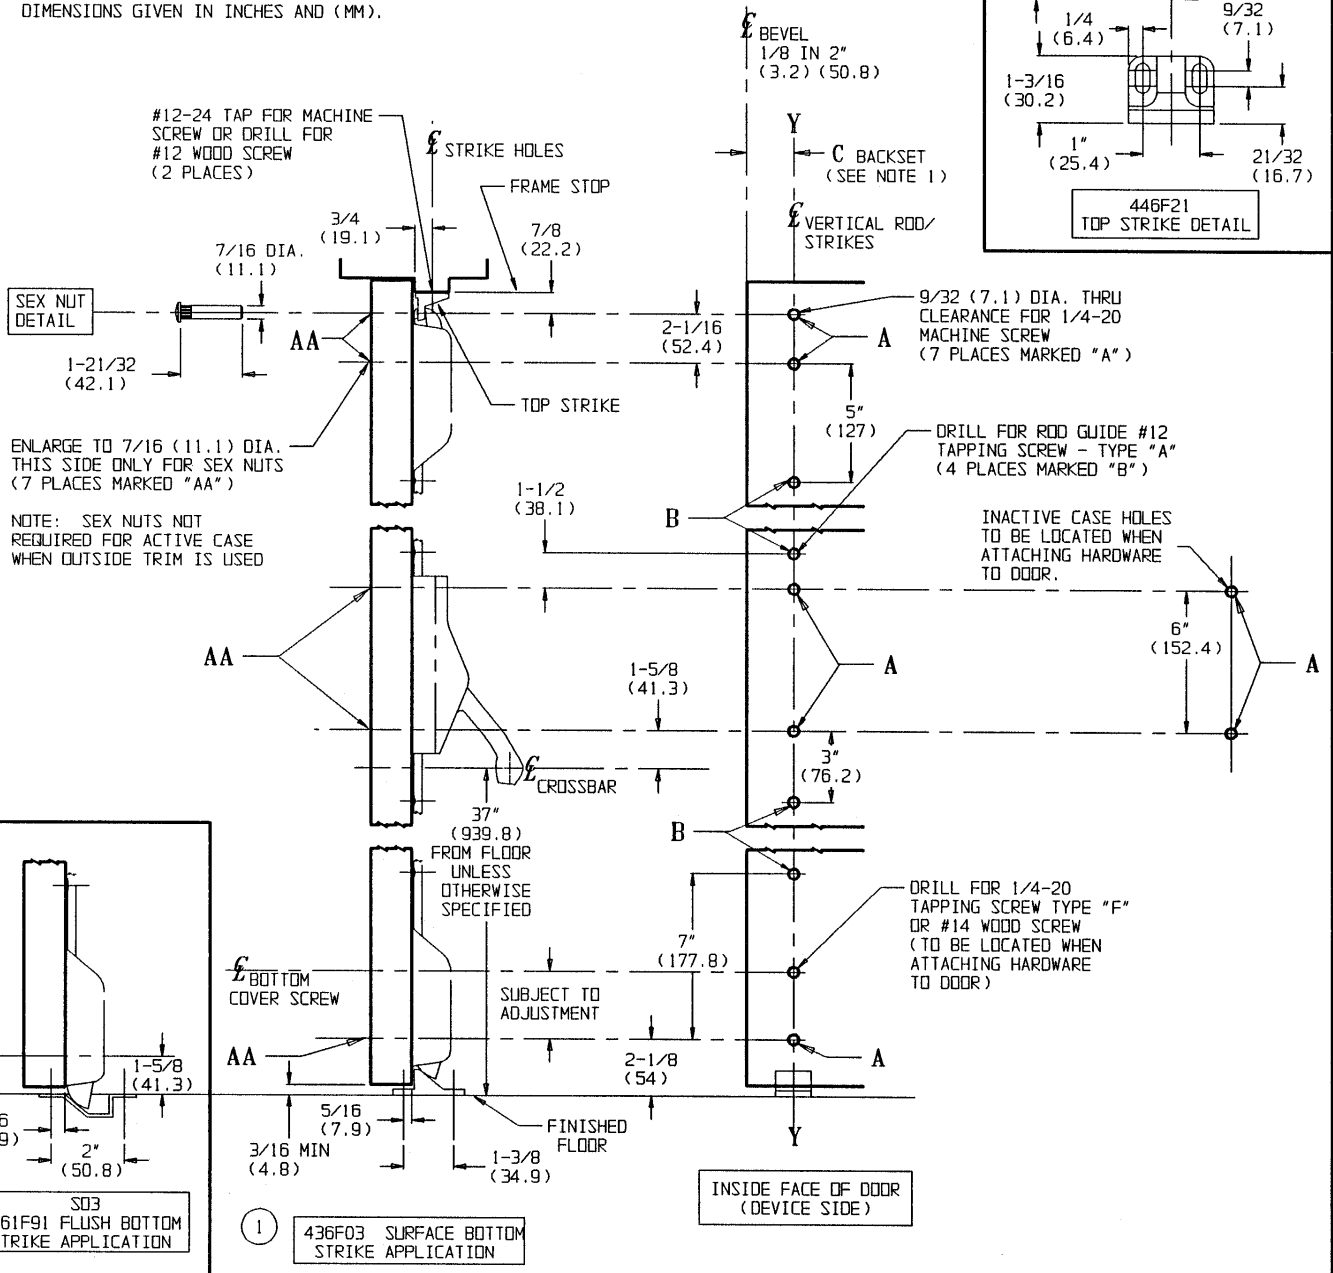 DIMENSIONS GIVEN IN INCHES AND (MM).
℄ BEVEL
1/8 IN 2"
(3.2) (50.8)
1/4
(6.4)
9/32
(7.1)
1-3/16
(30.2)
1"
(25.4)
21/32
(16.7)
446F21
TOP STRIKE DETAIL
#12-24 TAP FOR MACHINE
SCREW OR DRILL FOR
#12 WOOD SCREW
(2 PLACES)
℄ STRIKE HOLES
FRAME STOP
Y
C BACKSET
(SEE NOTE 1)
℄ VERTICAL ROD/
STRIKES
3/4
(19.1)
7/8
(22.2)
7/16 DIA.
(11.1)
SEX NUT
DETAIL
1-21/32
(42.1)
AA
2-1/16
(52.4)
9/32 (7.1) DIA. THRU
CLEARANCE FOR 1/4-20
MACHINE SCREW
(7 PLACES MARKED "A")
A
TOP STRIKE
5"
(127)
ENLARGE TO 7/16 (11.1) DIA.
THIS SIDE ONLY FOR SEX NUTS
(7 PLACES MARKED "AA")
DRILL FOR ROD GUIDE #12
TAPPING SCREW - TYPE "A"
(4 PLACES MARKED "B")
1-1/2
(38.1)
B
NOTE: SEX NUTS NOT
REQUIRED FOR ACTIVE CASE
WHEN OUTSIDE TRIM IS USED
INACTIVE CASE HOLES
TO BE LOCATED WHEN
ATTACHING HARDWARE
TO DOOR.
6"
(152.4)
AA
1-5/8
(41.3)
A
A
3"
(76.2)
℄ CROSSBAR
37"
(939.8)
FROM FLOOR
UNLESS
OTHERWISE
SPECIFIED
B
DRILL FOR 1/4-20
TAPPING SCREW TYPE "F"
OR #14 WOOD SCREW
(TO BE LOCATED WHEN
ATTACHING HARDWARE
TO DOOR)
7"
(177.8)
℄ BOTTOM
COVER SCREW
SUBJECT TO
ADJUSTMENT
AA
2-1/8
(54)
A
1-5/8
(41.3)
2"
(50.8)
5/16
(7.9)
3/16 MIN
(4.8)
1-3/8
(34.9)
FINISHED
FLOOR
Y
INSIDE FACE OF DOOR
(DEVICE SIDE)
S03
61F91 FLUSH BOTTOM
TRIKE APPLICATION
1
436F03 SURFACE BOTTOM
STRIKE APPLICATION